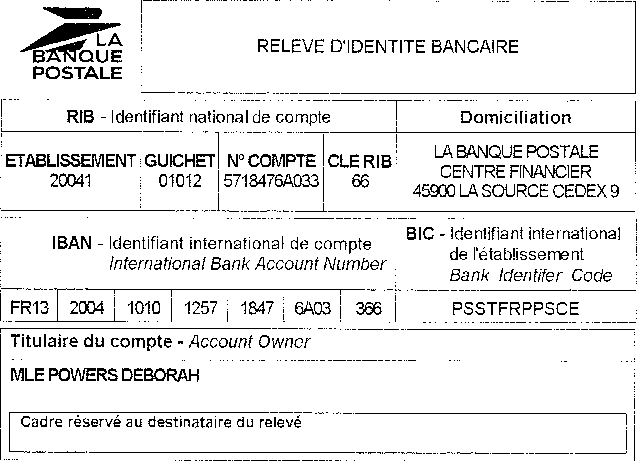 LA
BANQUE
POSTALE
RELEVE D'IDENTITE BANCAIRE
RIB - Identifiant national de compte
Domiciliation
ETABLISSEMENT GUICHET N° COMPTE CLE RIB
20041 01012 5718476A033 66
LA BANQUE POSTALE
CENTRE FINANCIER
45900 LA SOURCE CEDEX 9
IBAN - Identifiant international de compte
International Bank Account Number
BIC - Identifiant international
de l'établissement
Bank Identifer Code
FR13 2004 1010 1257 1847 6A03 366
PSSTFRPPSCE
Titulaire du compte - Account Owner
MLE POWERS DEBORAH
Cadre réservé au destinataire du relevé